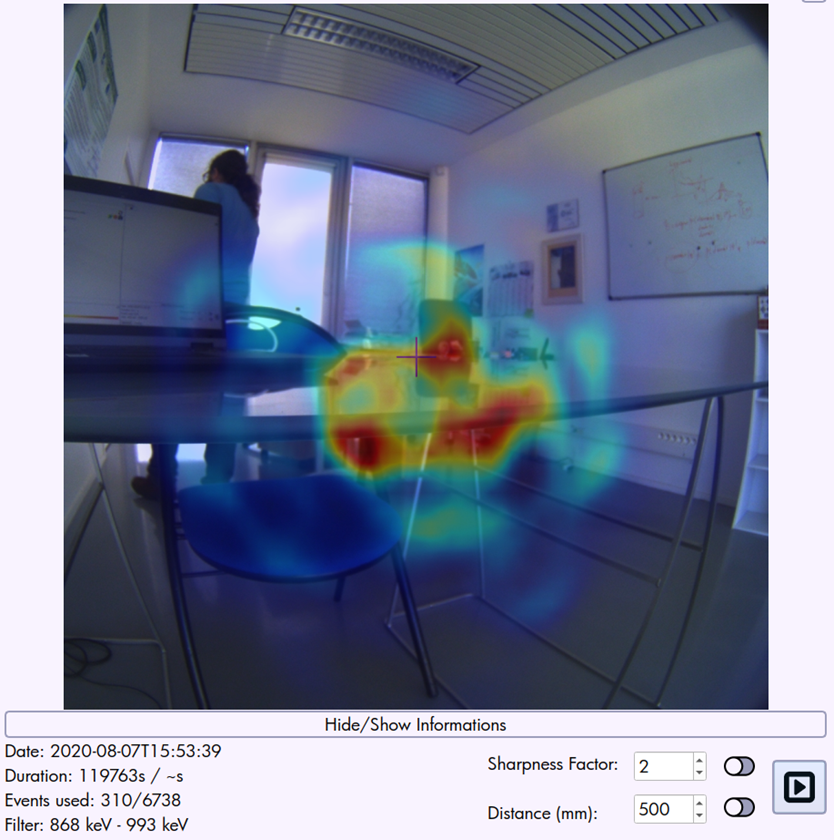 Hide/Show Informations
Date: 2020-08-07T15:53:39
Duration: 119763s / ~s
Events used: 310/6738
Filter: 868 keV - 993 keV
Sharpness Factor: 2
Distance (mm): 500